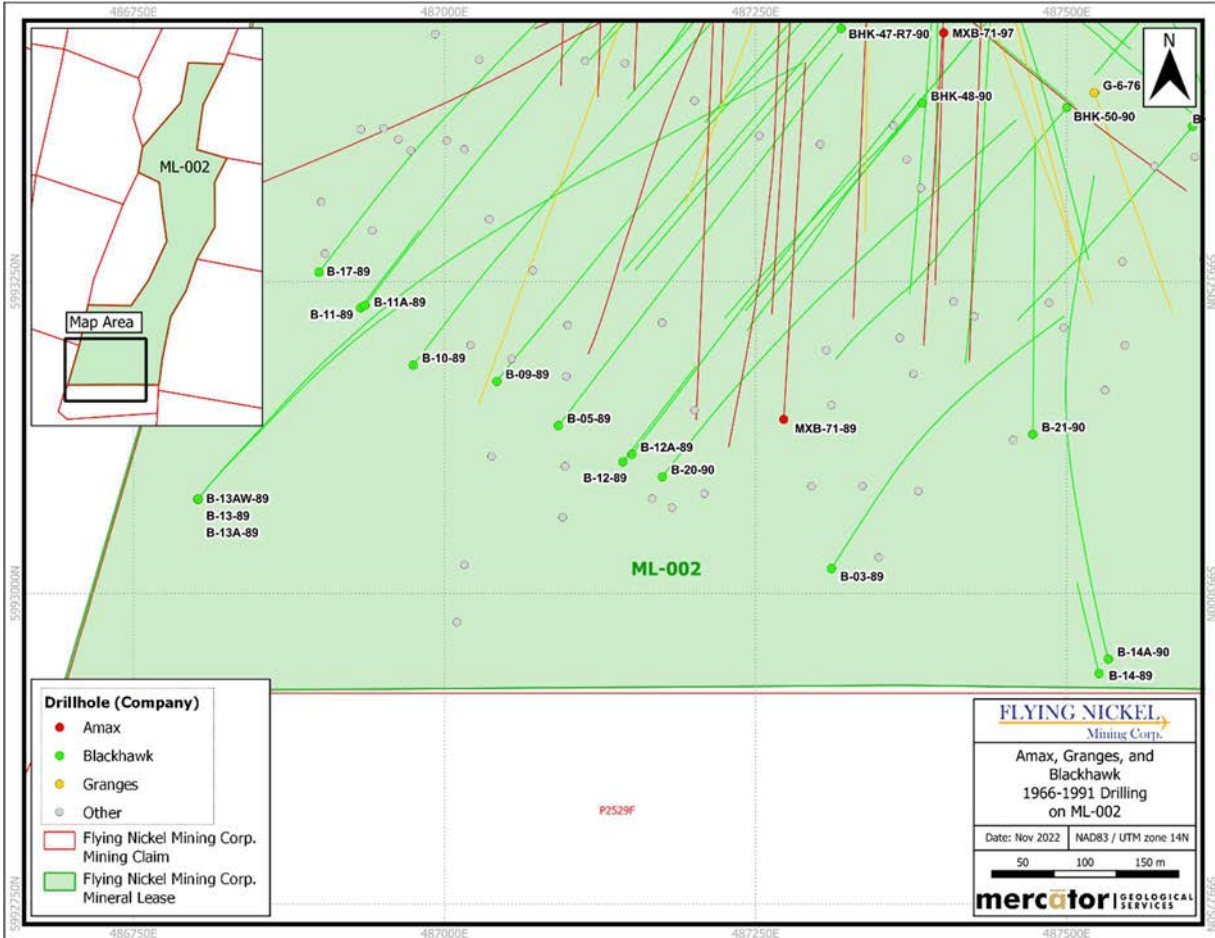 486750E
487000E
487250E
487500E
ML-002
Map Area
BHK-47-R7-90
MXB-71-97
N
G-6-76
BHK-48-90
BHK-50-90
B
5993250N
5993250N
B-17-89
B-11A-89
B-11-89
B-10-89
B-09-89
B-05-89
MXB-71-89
B-21-90
B-12A-89
B-12-89
B-20-90
B-13AW-89
B-13-89
B-13A-89
ML-002
B-03-89
5993000N
5993000N
B-14A-90
B-14-89
Drillhole (Company)
Amax
Blackhawk
Granges
Other
Flying Nickel Mining Corp.
Mining Claim
Flying Nickel Mining Corp.
Mineral Lease
P2529F
FLYING NICKEL
Mining Corp.
Amax, Granges, and
Blackhawk
1966-1991 Drilling
on ML-002
Date: Nov 2022 NAD83 / UTM zone 14N
50 100 150 m
mercator GEOLOGICAL
SERVICES
5992750N
5992750N
486750E
487000E
487250E
487500E